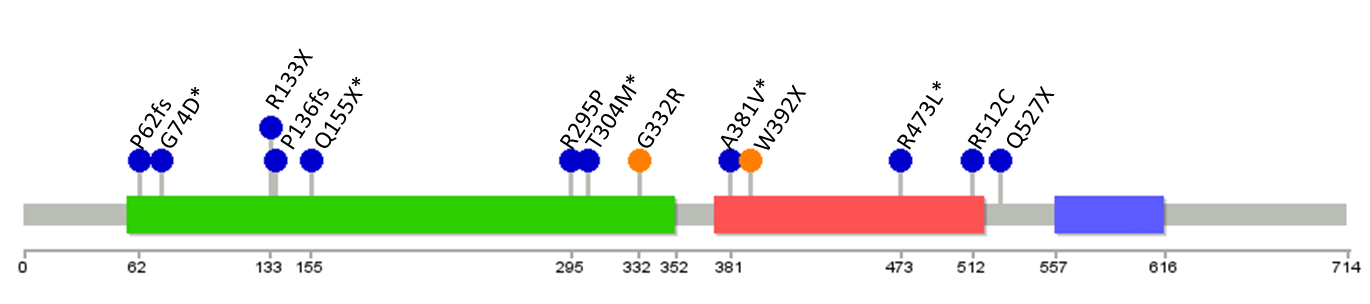 P62fs
G74D*
R133X
P136fs
Q155X*
R295P
T304M*
G332R
A381V*
W392X
R473L*
R512C
Q527X
0 62 133 155 295 332 352 381 473 512 557 616 714